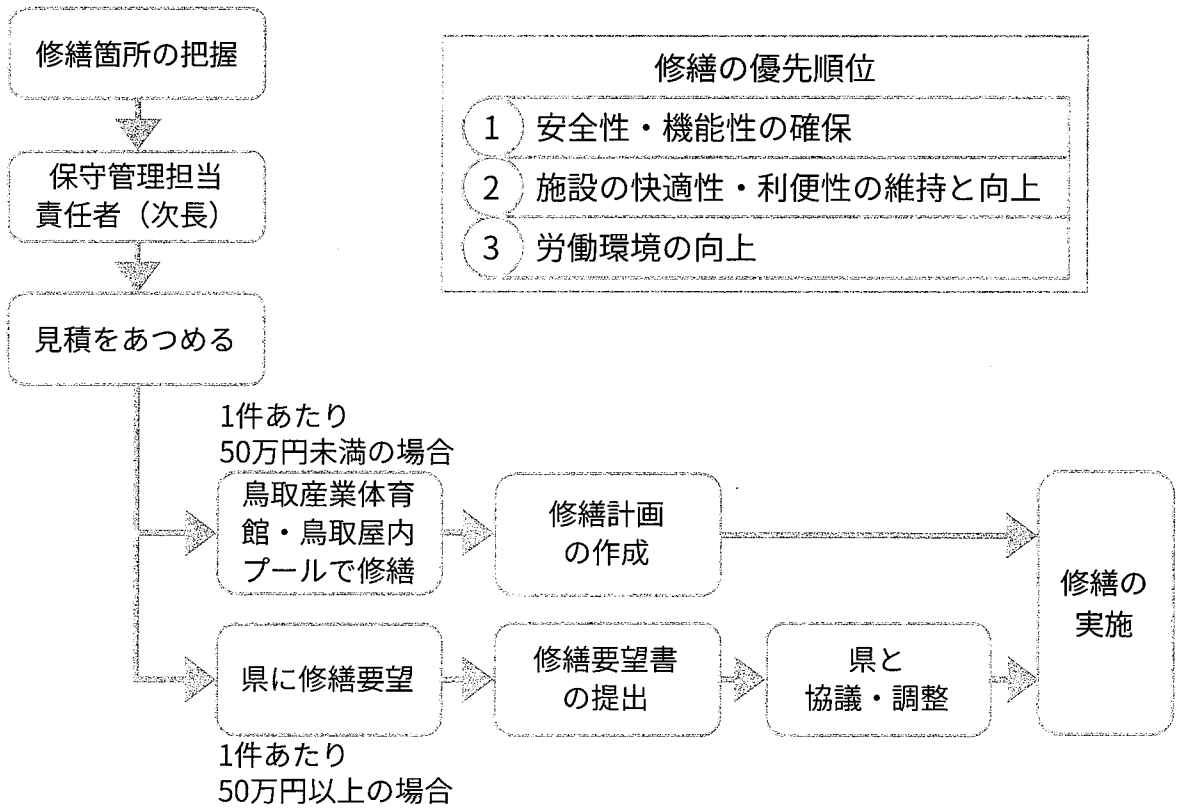 修繕箇所の把握
保守管理担当
責任者（次長）
見積をあつめる
修繕の優先順位
1 安全性・機能性の確保
2 施設の快適性・利便性の維持と向上
3 労働環境の向上
1件あたり
50万円未満の場合
鳥取産業体育
館・鳥取屋内
プールで修繕
修繕計画
の作成
県に修繕要望
修繕要望書
の提出
県と
協議・調整
修繕の
実施
1件あたり
50万円以上の場合